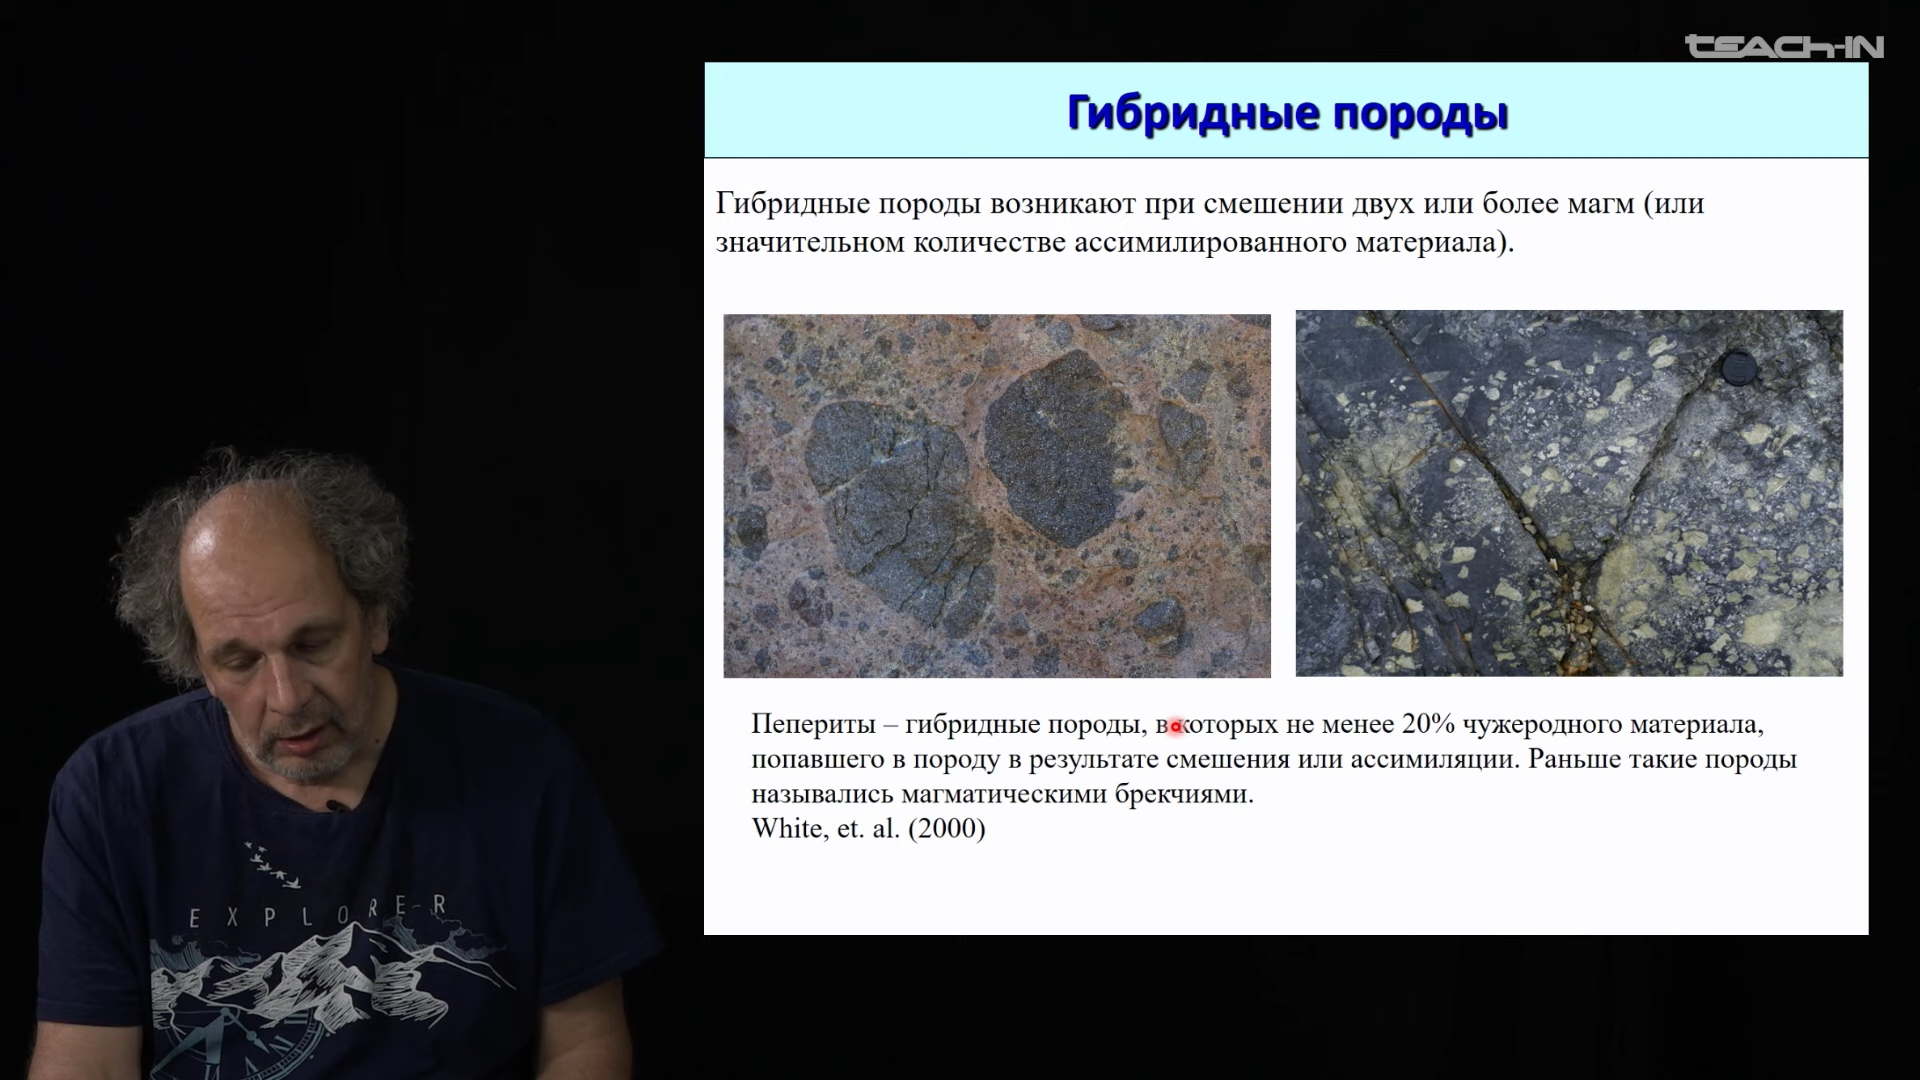 TEACH-IN
Гибридные породы
Гибридные породы возникают при смешении двух или более магм (или
значительном количестве ассимилированного материала).
Пепериты – гибридные породы, в которых не менее 20% чужеродного материала,
попавшего в породу в результате смешения или ассимиляции. Раньше такие породы
назывались магматическими брекчиями.
White, et. al. (2000)
EXPLORER